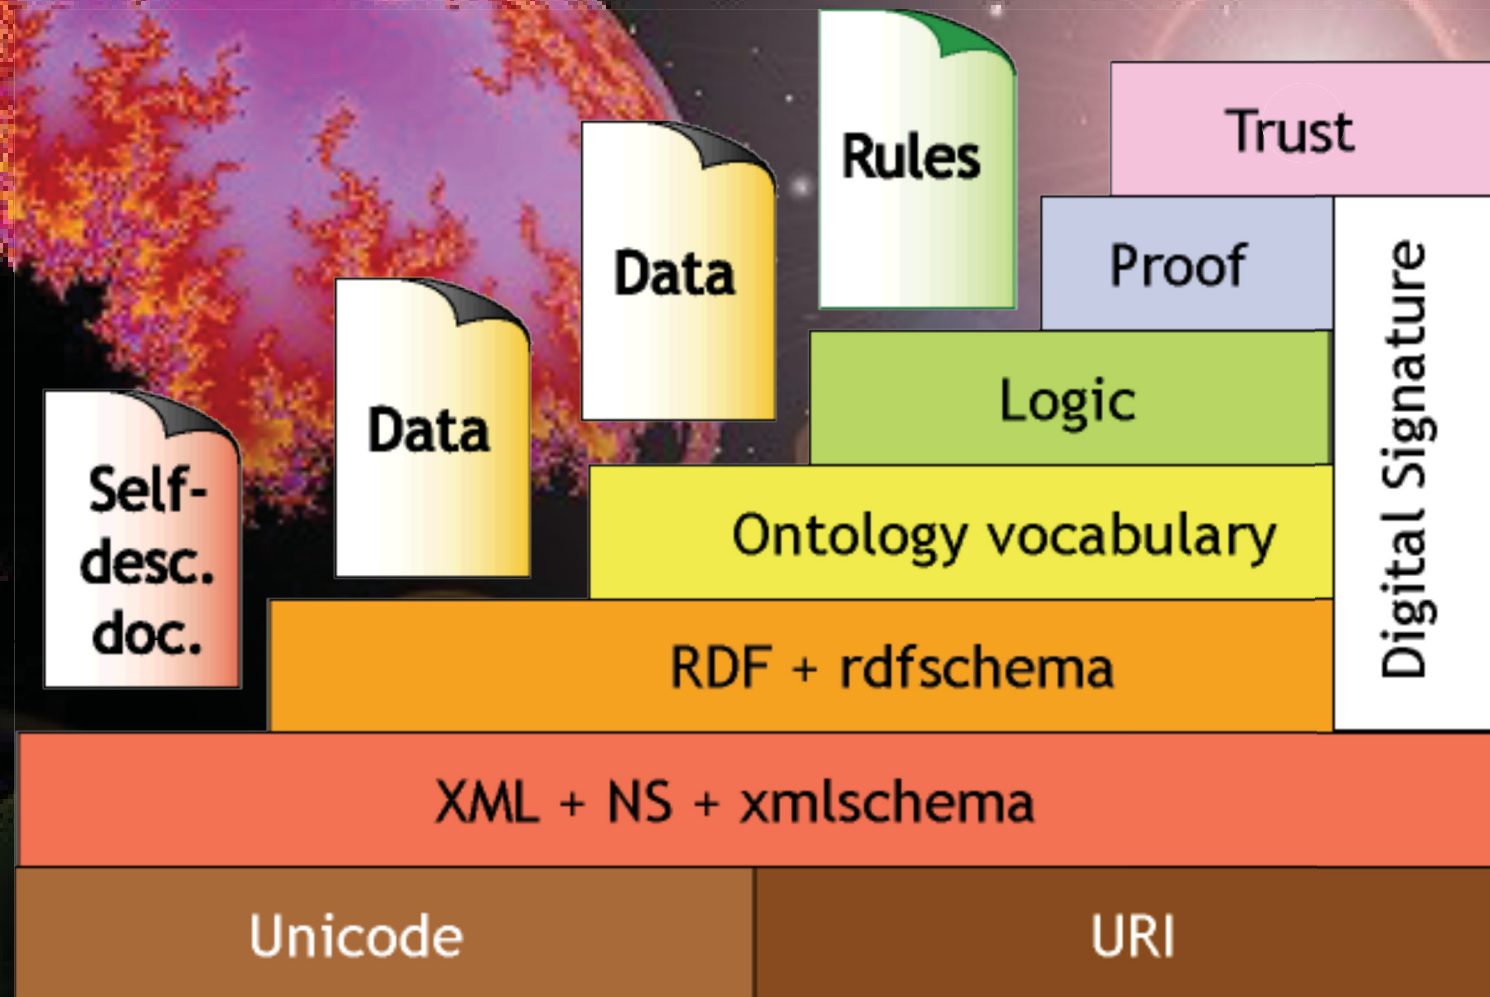 Rules
Trust
Data
Proof
Data
Logic
Digital Signature
Self-
desc.
doc.
Ontology vocabulary
RDF + rdfschema
XML + NS + xmlschema
Unicode
URI